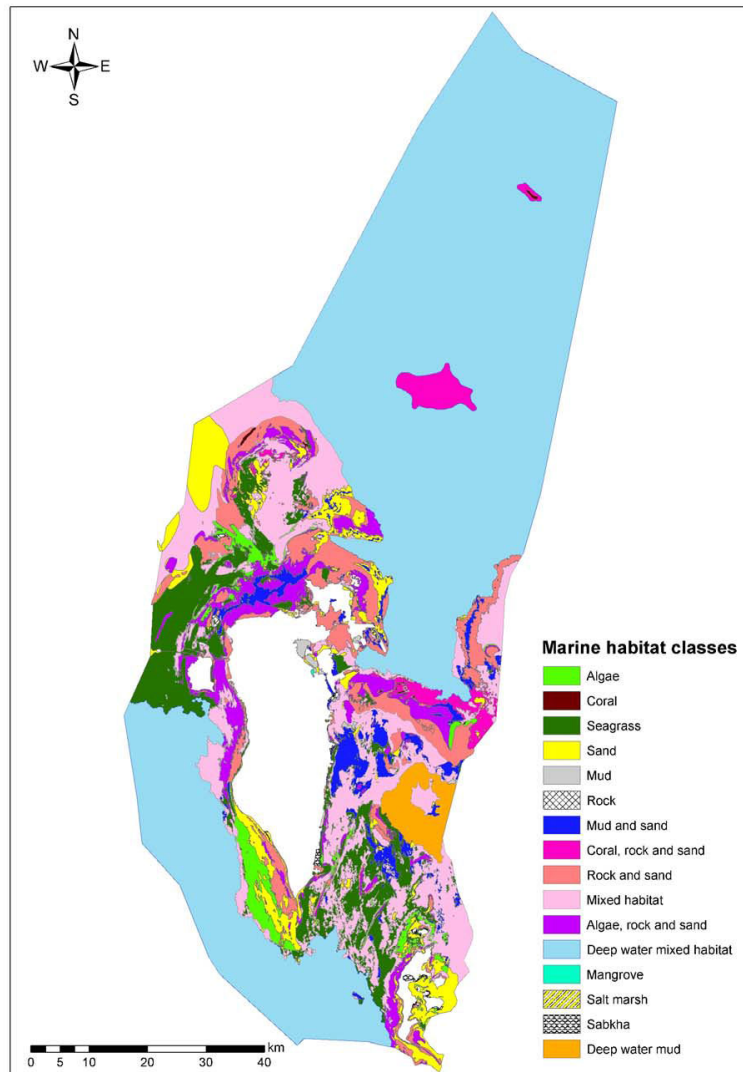 N
W E
S
Marine habitat classes
Algae
Coral
Seagrass
Sand
Mud
Rock
Mud and sand
Coral, rock and sand
Rock and sand
Mixed habitat
Algae, rock and sand
Deep water mixed habitat
Mangrove
Salt marsh
Sabkha
Deep water mud
km
0 5 10 20 30 40